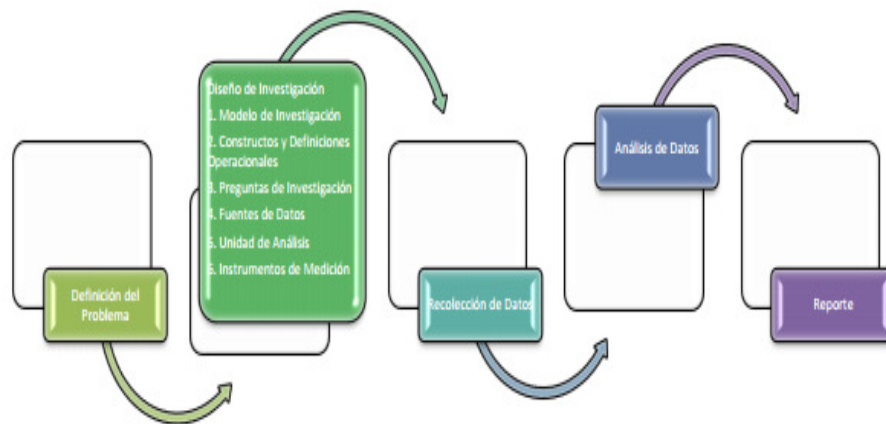 Definición del
Problema
Diseño de Investigación
1. Modelo de Investigación
2. Constructos y Definiciones
Operacionales
3. Preguntas de Investigación
4. Fuentes de Datos
5. Unidad de Análisis
6. Instrumentos de Medición
Recolección de Datos
Análisis de Datos
Reporte